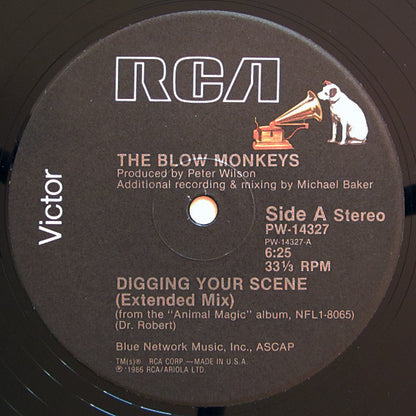 RCA
THE BLOW MONKEYS
Produced by Peter Wilson
Additional recording & mixing by Michael Baker
Victor
Side A Stereo
PW-14327
PW-14327-A
6:25
33⅓ RPM
DIGGING YOUR SCENE
(Extended Mix)
(from the "Animal Magic" album, NFL1-8065)
(Dr. Robert)
Blue Network Music, Inc., ASCAP
TM(s)® RCA CORP.—MADE IN U.S.A.
℗ 1986 RCA/ARIOLA LTD.